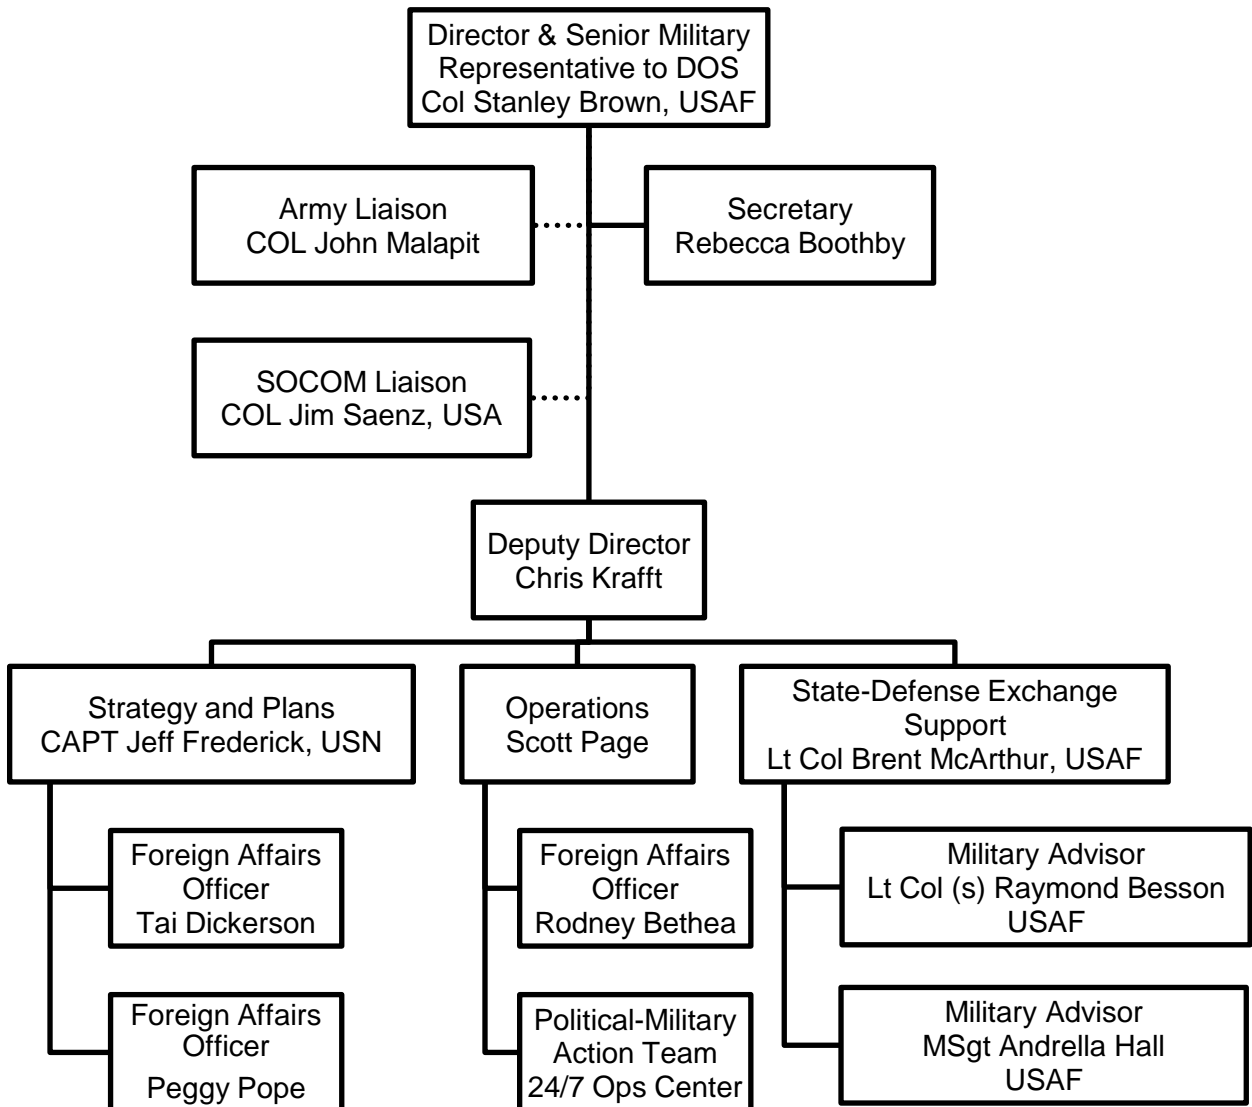 Director & Senior Military
Representative to DOS
Col Stanley Brown, USAF
Army Liaison
COL John Malapit
Secretary
Rebecca Boothby
SOCOM Liaison
COL Jim Saenz, USA
Deputy Director
Chris Krafft
Strategy and Plans
CAPT Jeff Frederick, USN
Operations
Scott Page
State-Defense Exchange
Support
Lt Col Brent McArthur, USAF
Foreign Affairs
Officer
Tai Dickerson
Foreign Affairs
Officer
Rodney Bethea
Military Advisor
Lt Col (s) Raymond Besson
USAF
Foreign Affairs
Officer
Peggy Pope
Political-Military
Action Team
24/7 Ops Center
Military Advisor
MSgt Andrella Hall
USAF